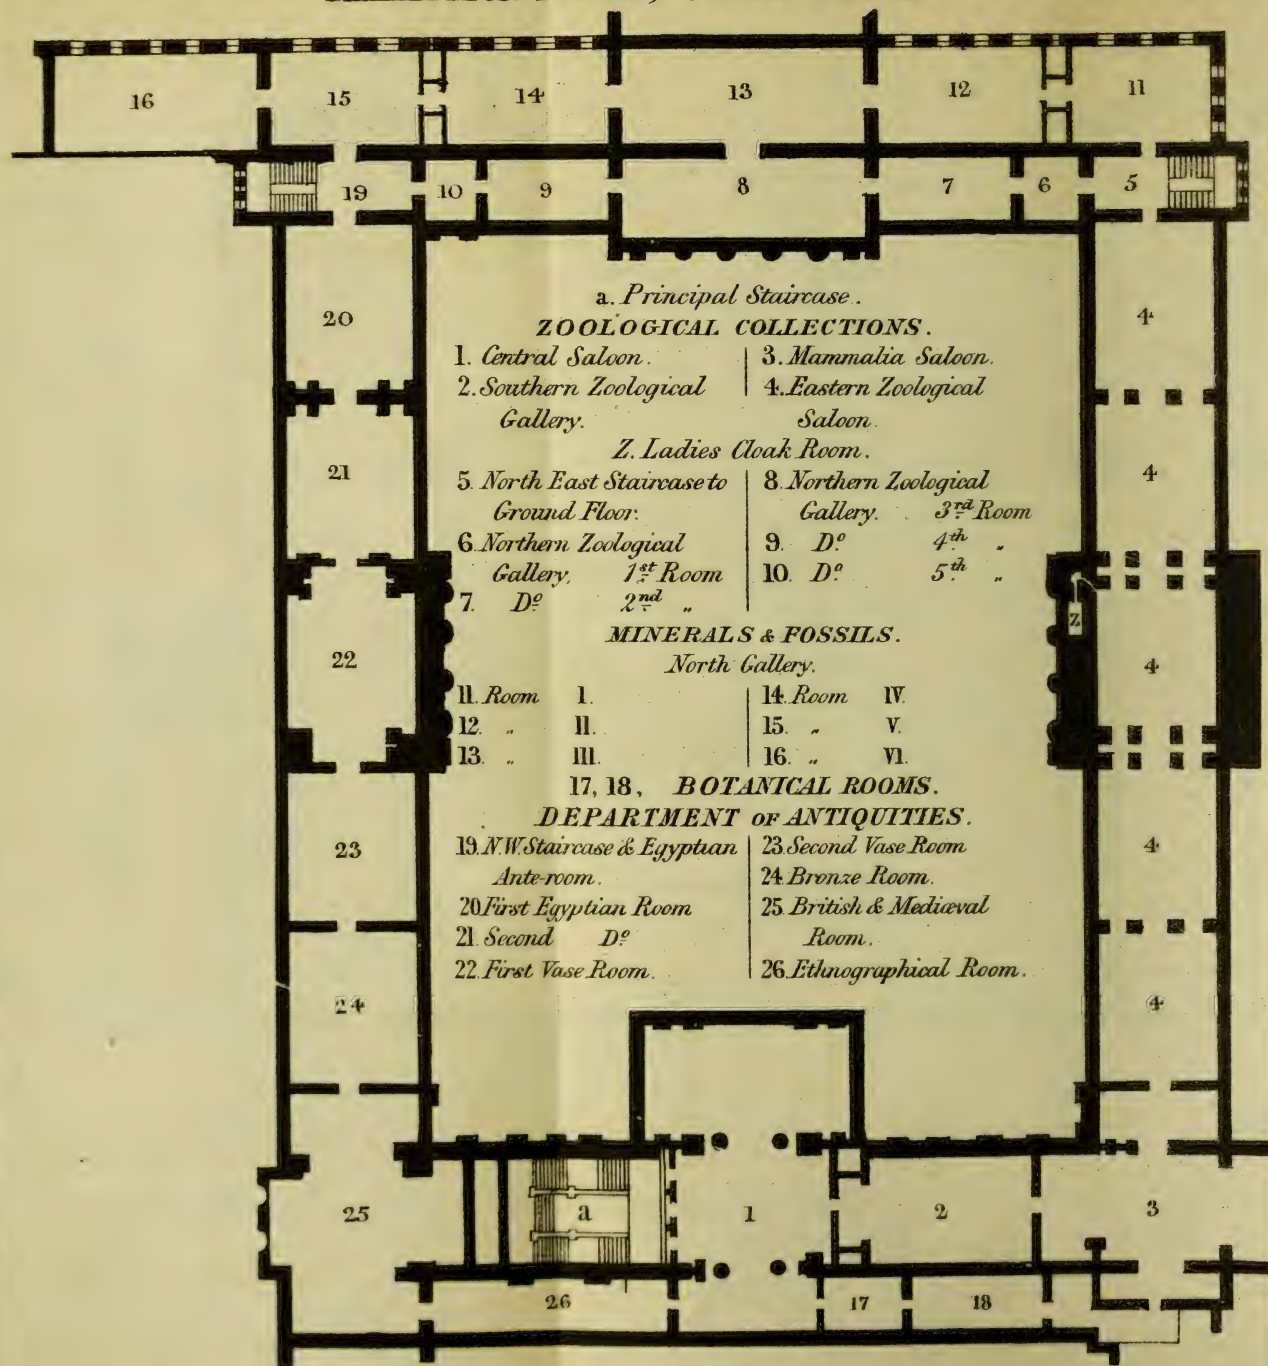 16 15 14 13 12 11
19 10 9 8 7 6 5
a. Principal Staircase.
ZOOLOGICAL COLLECTIONS.
1. Central Saloon.
2. Southern Zoological
Gallery.
3. Mammalia Saloon.
4. Eastern Zoological
Saloon.
Z. Ladies Cloak Room.
5. North East Staircase to
Ground Floor.
6. Northern Zoological
Gallery, 1st Room
7. Do. 2nd „
8. Northern Zoological
Gallery. 3rd Room
9. Do. 4th „
10. Do. 5th „
MINERALS & FOSSILS.
North Gallery.
11. Room I.
12. „ II.
13. „ III.
14. Room IV.
15. „ V.
16. „ VI.
17, 18, BOTANICAL ROOMS.
DEPARTMENT OF ANTIQUITIES.
19. N.W. Staircase & Egyptian
Ante-room.
20 First Egyptian Room
21. Second Do.
22. First Vase Room.
23. Second Vase Room
24. Bronze Room.
25. British & Mediæval
Room.
26. Ethnographical Room.
20
21
22
23
24
4
4
Z
4
4
4
25 a 1 2 3
26 17 18